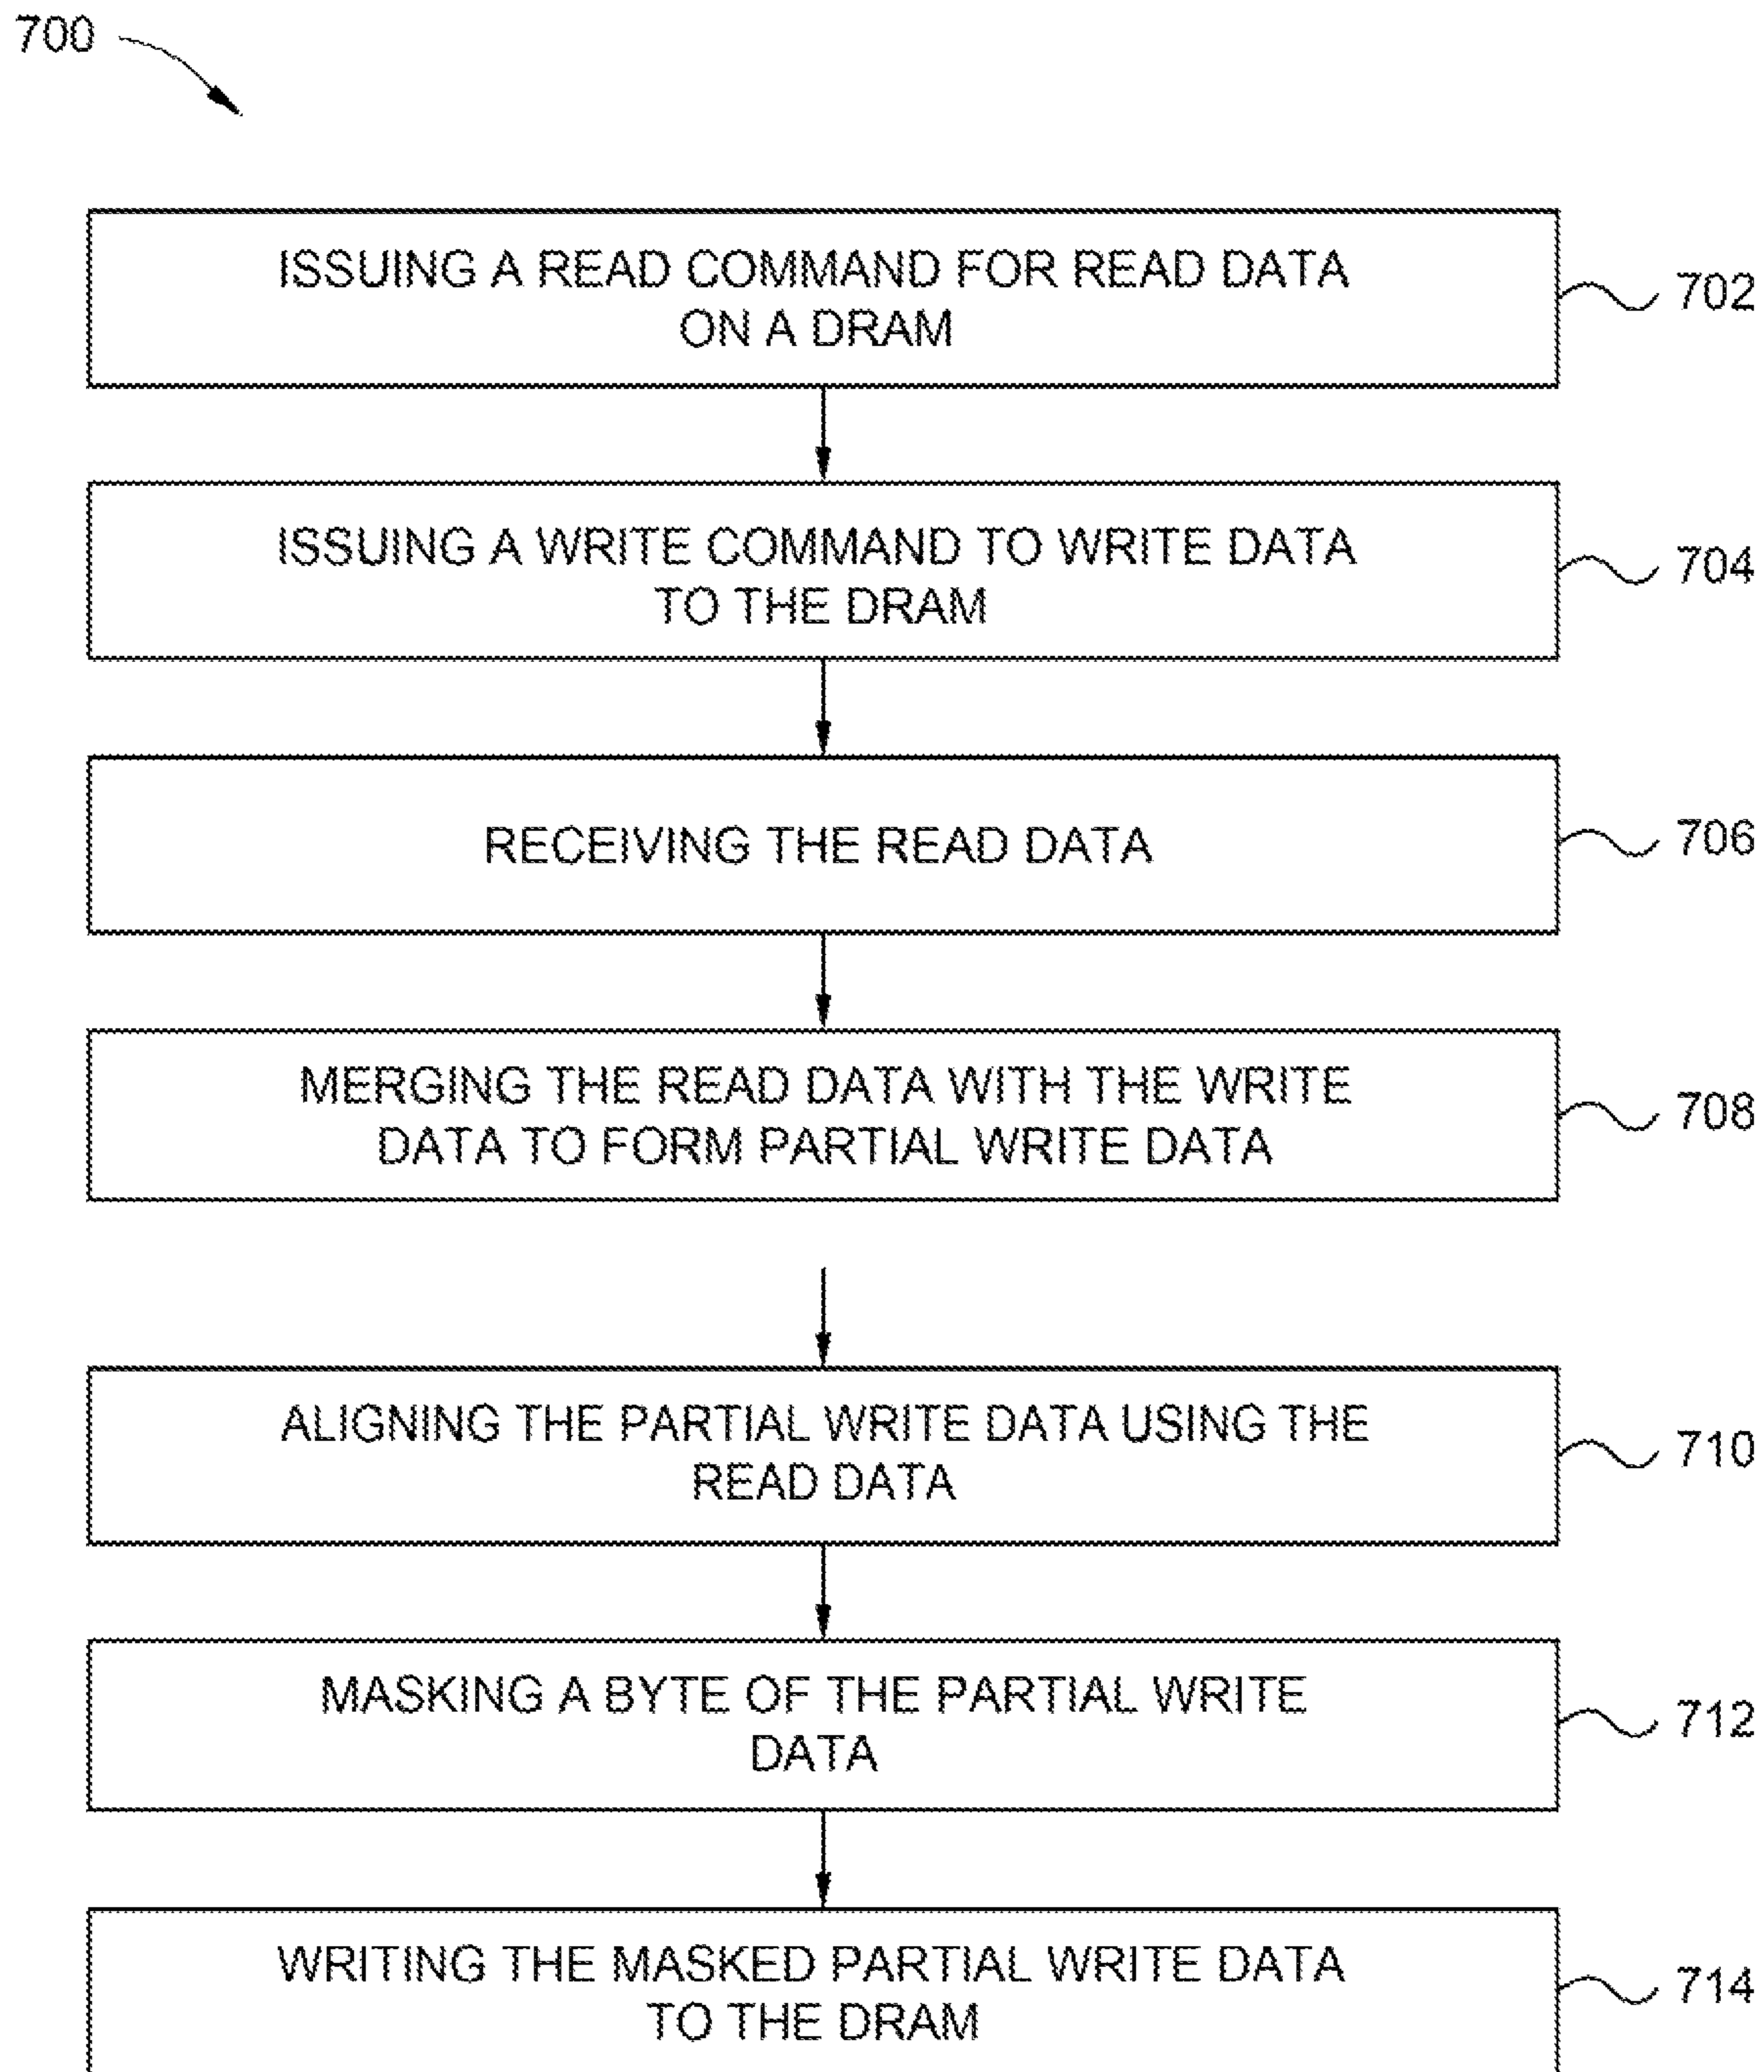 700
ISSUING A READ COMMAND FOR READ DATA
ON A DRAM
702
ISSUING A WRITE COMMAND TO WRITE DATA
TO THE DRAM
704
RECEIVING THE READ DATA
706
MERGING THE READ DATA WITH THE WRITE
DATA TO FORM PARTIAL WRITE DATA
708
ALIGNING THE PARTIAL WRITE DATA USING THE
READ DATA
710
MASKING A BYTE OF THE PARTIAL WRITE
DATA
712
WRITING THE MASKED PARTIAL WRITE DATA
TO THE DRAM
714